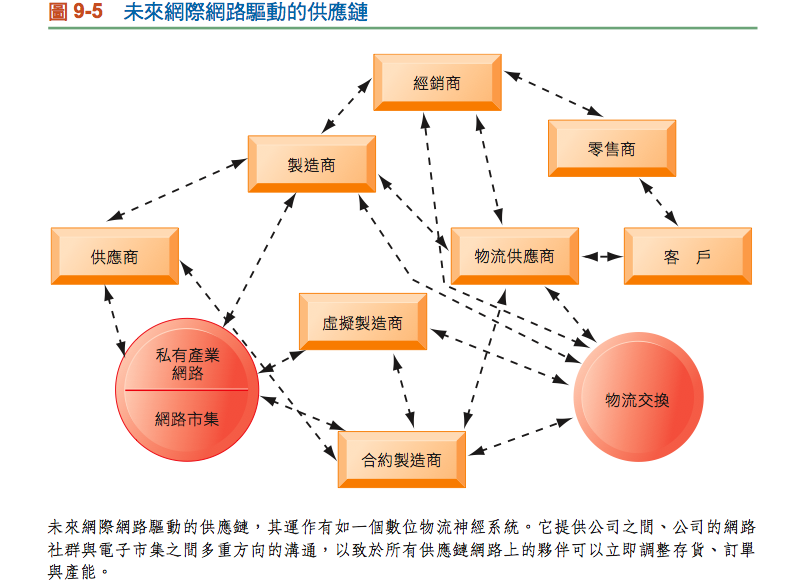 圖 9-5 未來網際網路驅動的供應鏈
經銷商
零售商
製造商
供應商
物流供應商
客 戶
虛擬製造商
私有產業
網路
網路市集
物流交換
合約製造商
未來網際網路驅動的供應鏈，其運作有如一個數位物流神經系統。它提供公司之間、公司的網路
社群與電子市集之間多重方向的溝通，以致於所有供應鏈網路上的夥伴可以立即調整存貨、訂單
與產能。